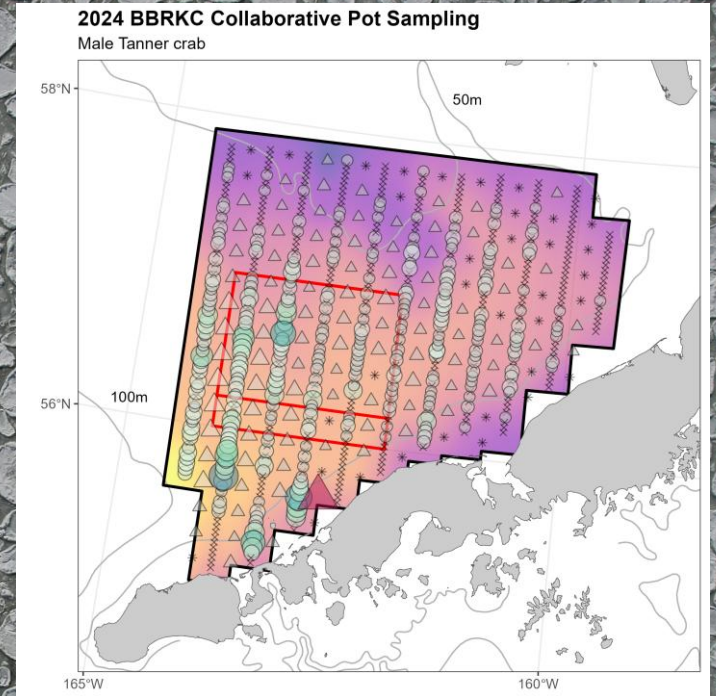 2024 BBRKC Collaborative Pot Sampling
Male Tanner crab
58°N
50m
56°N
100m
165°W
160°W